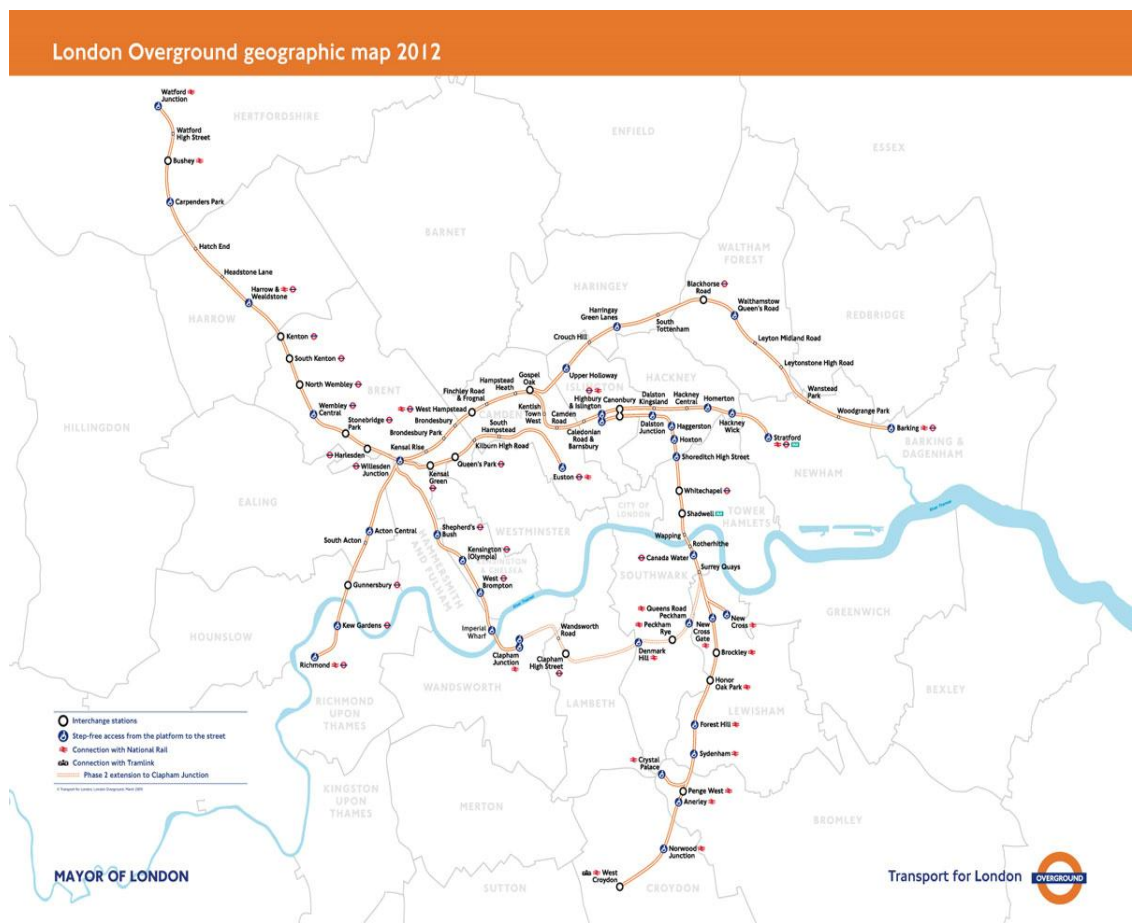 London Overground geographic map 2012
Watford
Junction
HERTFORDSHIRE
ENFIELD
ESSEX
Watford
High Street
Bushey
Carpenders Park
BARNET
Hatch End
WALTHAM
FOREST
Headstone Lane
Harrow &
Wealdstone
HARINGEY
Blackhorse
Road
Walthamstow
Queen's Road
HARROW
Harringay
Green Lanes
South
Tottenham
REDBRIDGE
Kenton
Crouch Hill
Leyton Midland Road
South Kenton
Leytonstone High Road
North Wembley
BRENT
Finchley Road
& Frognal
Hampstead
Heath
Gospel
Oak
Upper Holloway
ISLINGTON
HACKNEY
Wanstead
Park
Woodgrange Park
Wembley
Central
West Hampstead
Brondesbury
CAMDEN
Kentish
Town
West
Camden
Road
Highbury
& Islington
Canonbury
Dalston
Kingsland
Hackney
Central
Homerton
HILLINGDON
Stonebridge
Park
Brondesbury Park
South
Hampstead
Caledonian
Road &
Barnsbury
Dalston
Junction
Haggerston
Hackney
Wick
Stratford
Barking
BARKING &
DAGENHAM
Harlesden
Kensal Rise
Kilburn High Road
Hoxton
Willesden
Junction
Queen's Park
Shoreditch High Street
Kensal
Green
Euston
NEWHAM
EALING
Whitechapel
CITY OF
LONDON
TOWER
HAMLETS
Shadwell
DLR
Acton Central
Shepherd's
Bush
WESTMINSTER
South Acton
HAMMERSMITH
AND FULHAM
Wapping
Rotherhithe
Kensington
(Olympia)
KENSINGTON
& CHELSEA
Canada Water
Surrey Quays
SOUTHWARK
West
Brompton
Gunnersbury
River Thames
Queens Road
Peckham
GREENWICH
Kew Gardens
Imperial
Wharf
Wandsworth
Road
Peckham
Rye
New
Cross
Gate
New
Cross
HOUNSLOW
Richmond
Clapham
Junction
Clapham
High Street
Denmark
Hill
Brockley
WANDSWORTH
LAMBETH
Honor
Oak Park
BEXLEY
RICHMOND
UPON
THAMES
LEWISHAM
Interchange stations
Step-free access from the platform to the street
Connection with National Rail
Connection with Tramlink
Phase 2 extension to Clapham Junction
Forest Hill
Sydenham
Crystal
Palace
Penge West
Anerley
KINGSTON
UPON
THAMES
MERTON
BROMLEY
Norwood
Junction
West
Croydon
SUTTON
CROYDON
MAYOR OF LONDON
Transport for London
OVERGROUND